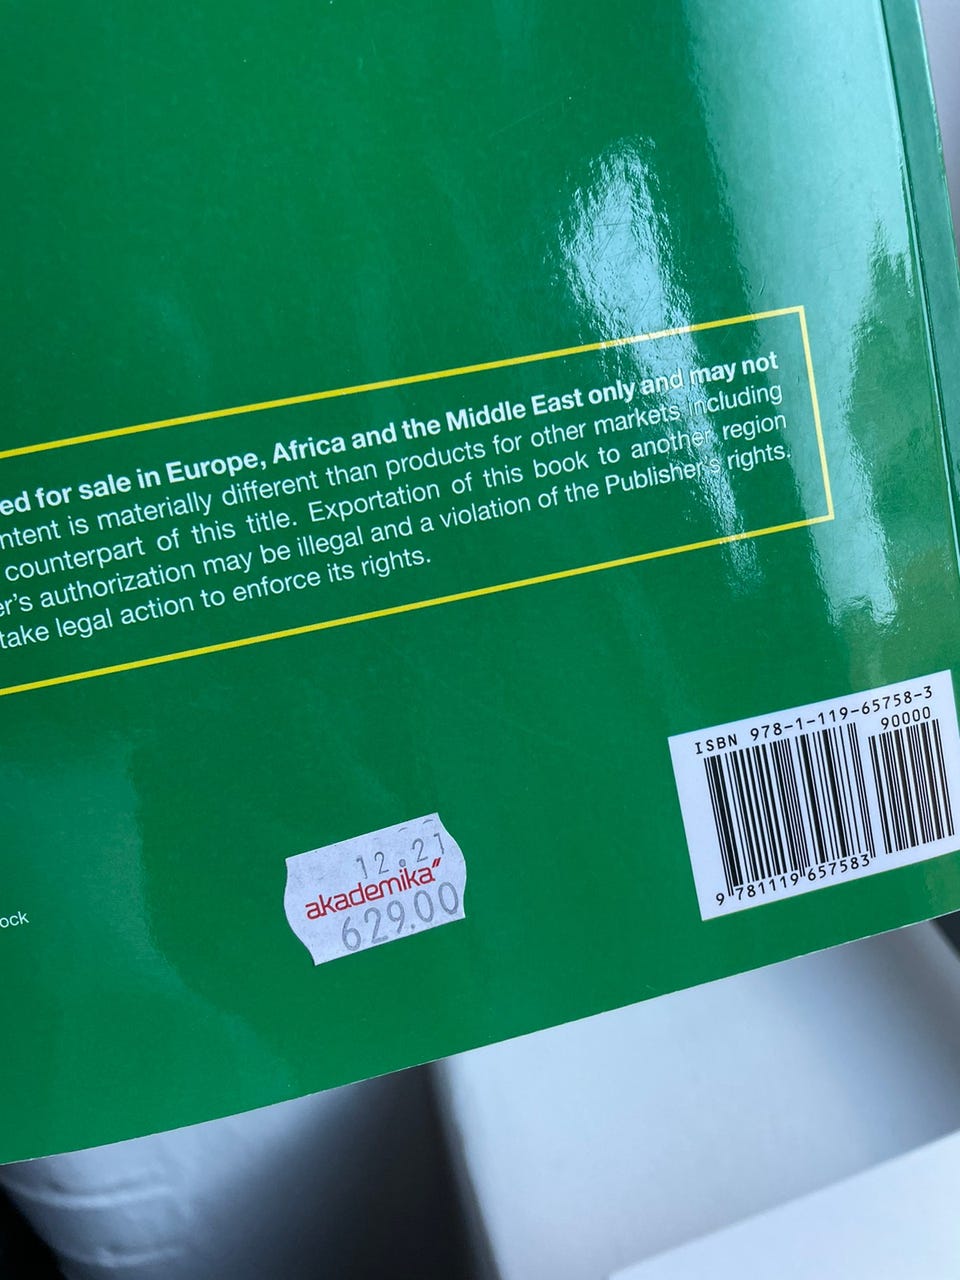 ed for sale in Europe, Africa and the Middle East only and may not
ntent is materially different than products for other markets including
counterpart of this title. Exportation of this book to another region
er's authorization may be illegal and a violation of the Publisher's rights.
take legal action to enforce its rights.
ISBN 978-1-119-65758-3
90000
9 781119 657583
12.21
akademika"
629.00
ock